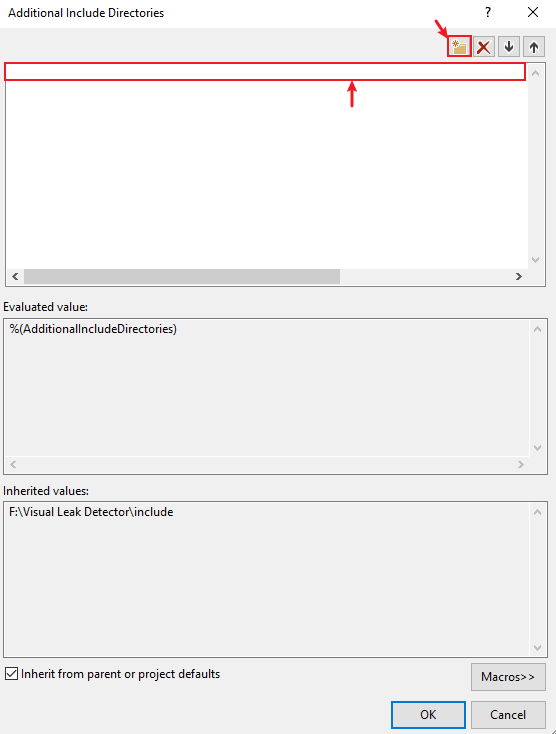 Additional Include Directories
?
Evaluated value:
%(AdditionalIncludeDirectories)
Inherited values:
F:\Visual Leak Detector\include
Inherit from parent or project defaults
Macros>>
OK
Cancel